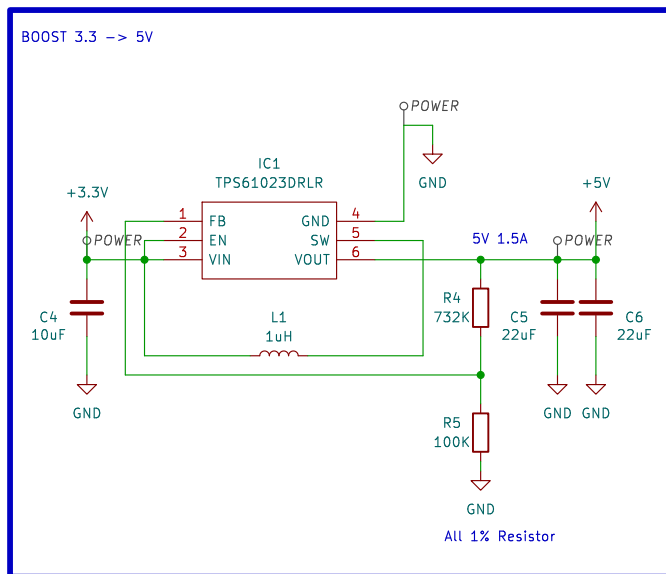 BOOST 3.3 -> 5V
POWER
IC1
TPS61023DRLR
GND
+3.3V
+5V
1
FB
GND
4
POWER
2
EN
SW
5
5V 1.5A
POWER
3
VIN
VOUT
6
C4
10uF
L1
1uH
R4
732K
C5
22uF
C6
22uF
GND
GND
GND
R5
100K
GND
All 1% Resistor